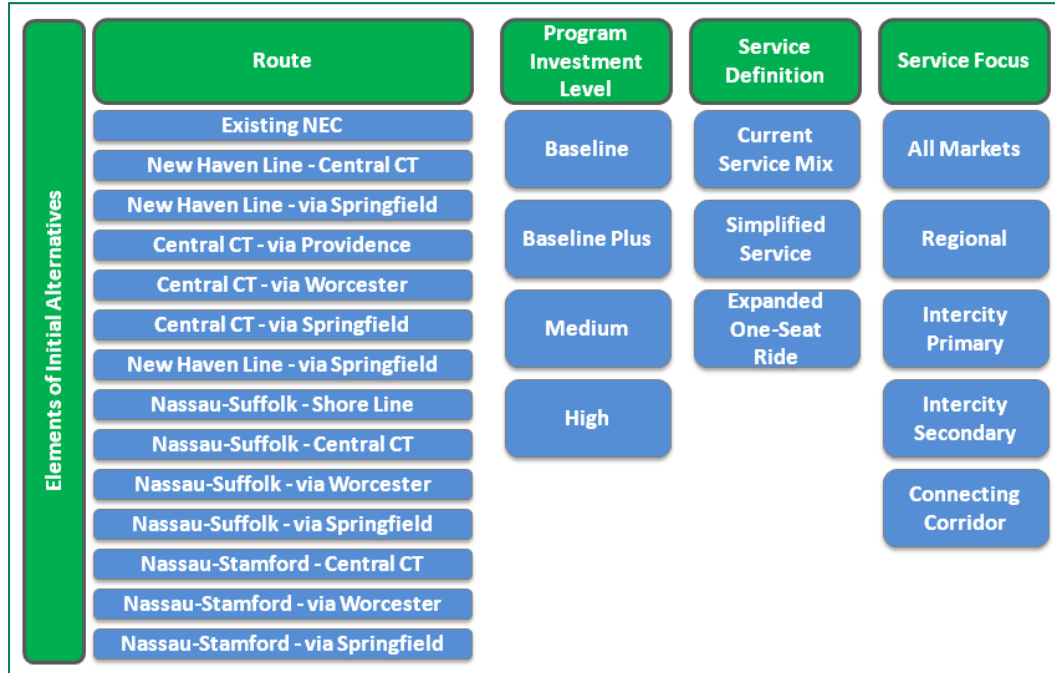 Elements of Initial Alternatives
Route
Existing NEC
New Haven Line - Central CT
New Haven Line - via Springfield
Central CT - via Providence
Central CT - via Worcester
Central CT - via Springfield
New Haven Line - via Springfield
Nassau-Suffolk - Shore Line
Nassau-Suffolk - Central CT
Nassau-Suffolk - via Worcester
Nassau-Suffolk - via Springfield
Nassau-Stamford - Central CT
Nassau-Stamford - via Worcester
Nassau-Stamford - via Springfield
Program
Investment
Level
Baseline
Baseline Plus
Medium
High
Service
Definition
Current
Service Mix
Simplified
Service
Expanded
One-Seat
Ride
Service Focus
All Markets
Regional
Intercity
Primary
Intercity
Secondary
Connecting
Corridor